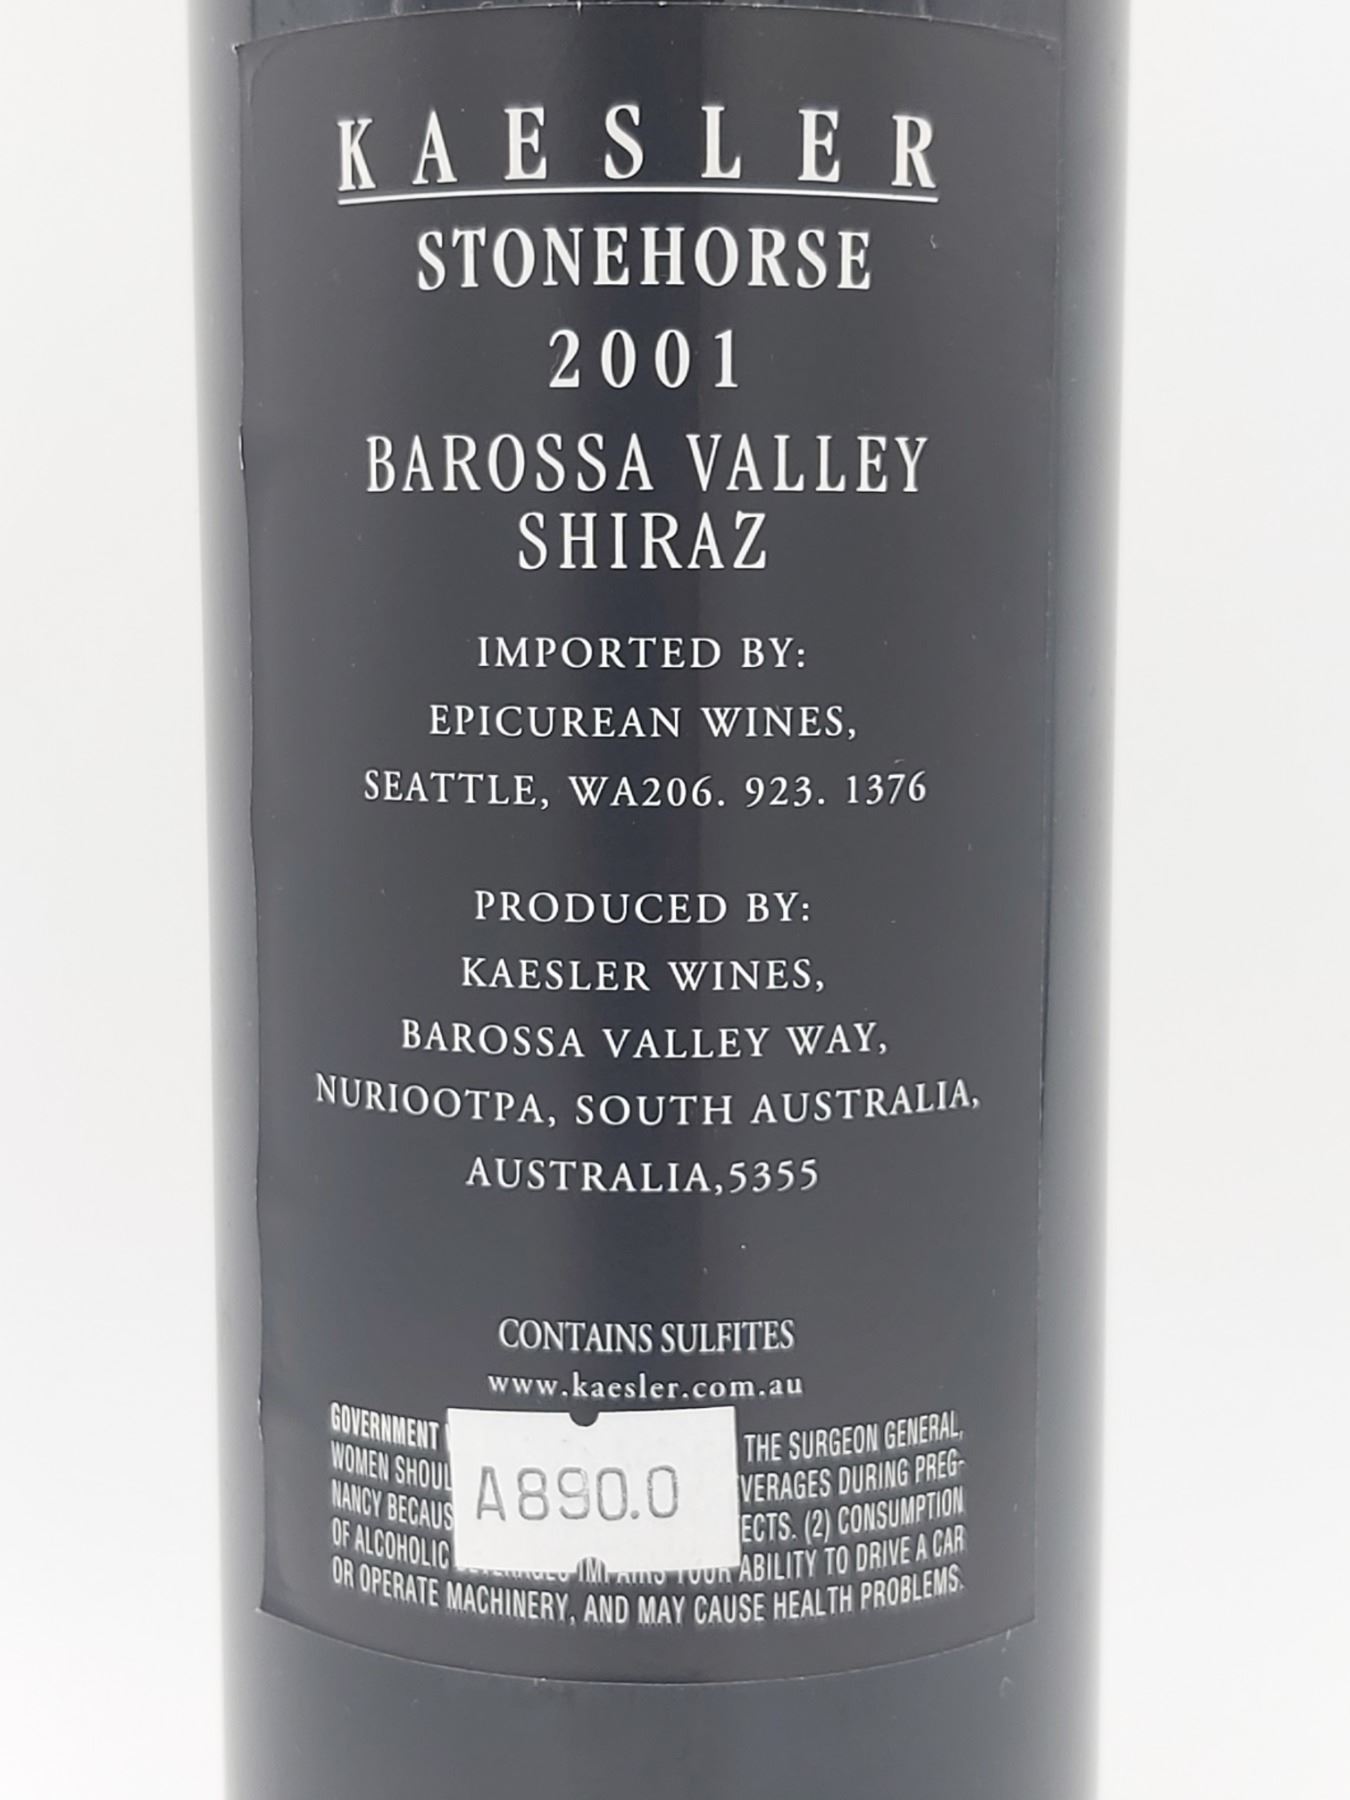 KAESLER
STONEHORSE
2001
BAROSSA VALLEY
SHIRAZ
IMPORTED BY:
EPICUREAN WINES,
SEATTLE, WA206. 923. 1376
PRODUCED BY:
KAESLER WINES,
BAROSSA VALLEY WAY,
NURIOOTPA, SOUTH AUSTRALIA,
AUSTRALIA,5355
CONTAINS SULFITES
www.kaesler.com.au
GOVERNMENT THE SURGEON GENERAL,
WOMEN SHOUL VERAGES DURING PREG-
NANCY BECAUS ECTS. (2) CONSUMPTION
OF ALCOHOLIC ABILITY TO DRIVE A CAR
OR OPERATE MACHINERY, AND MAY CAUSE HEALTH PROBLEMS.
A890.0